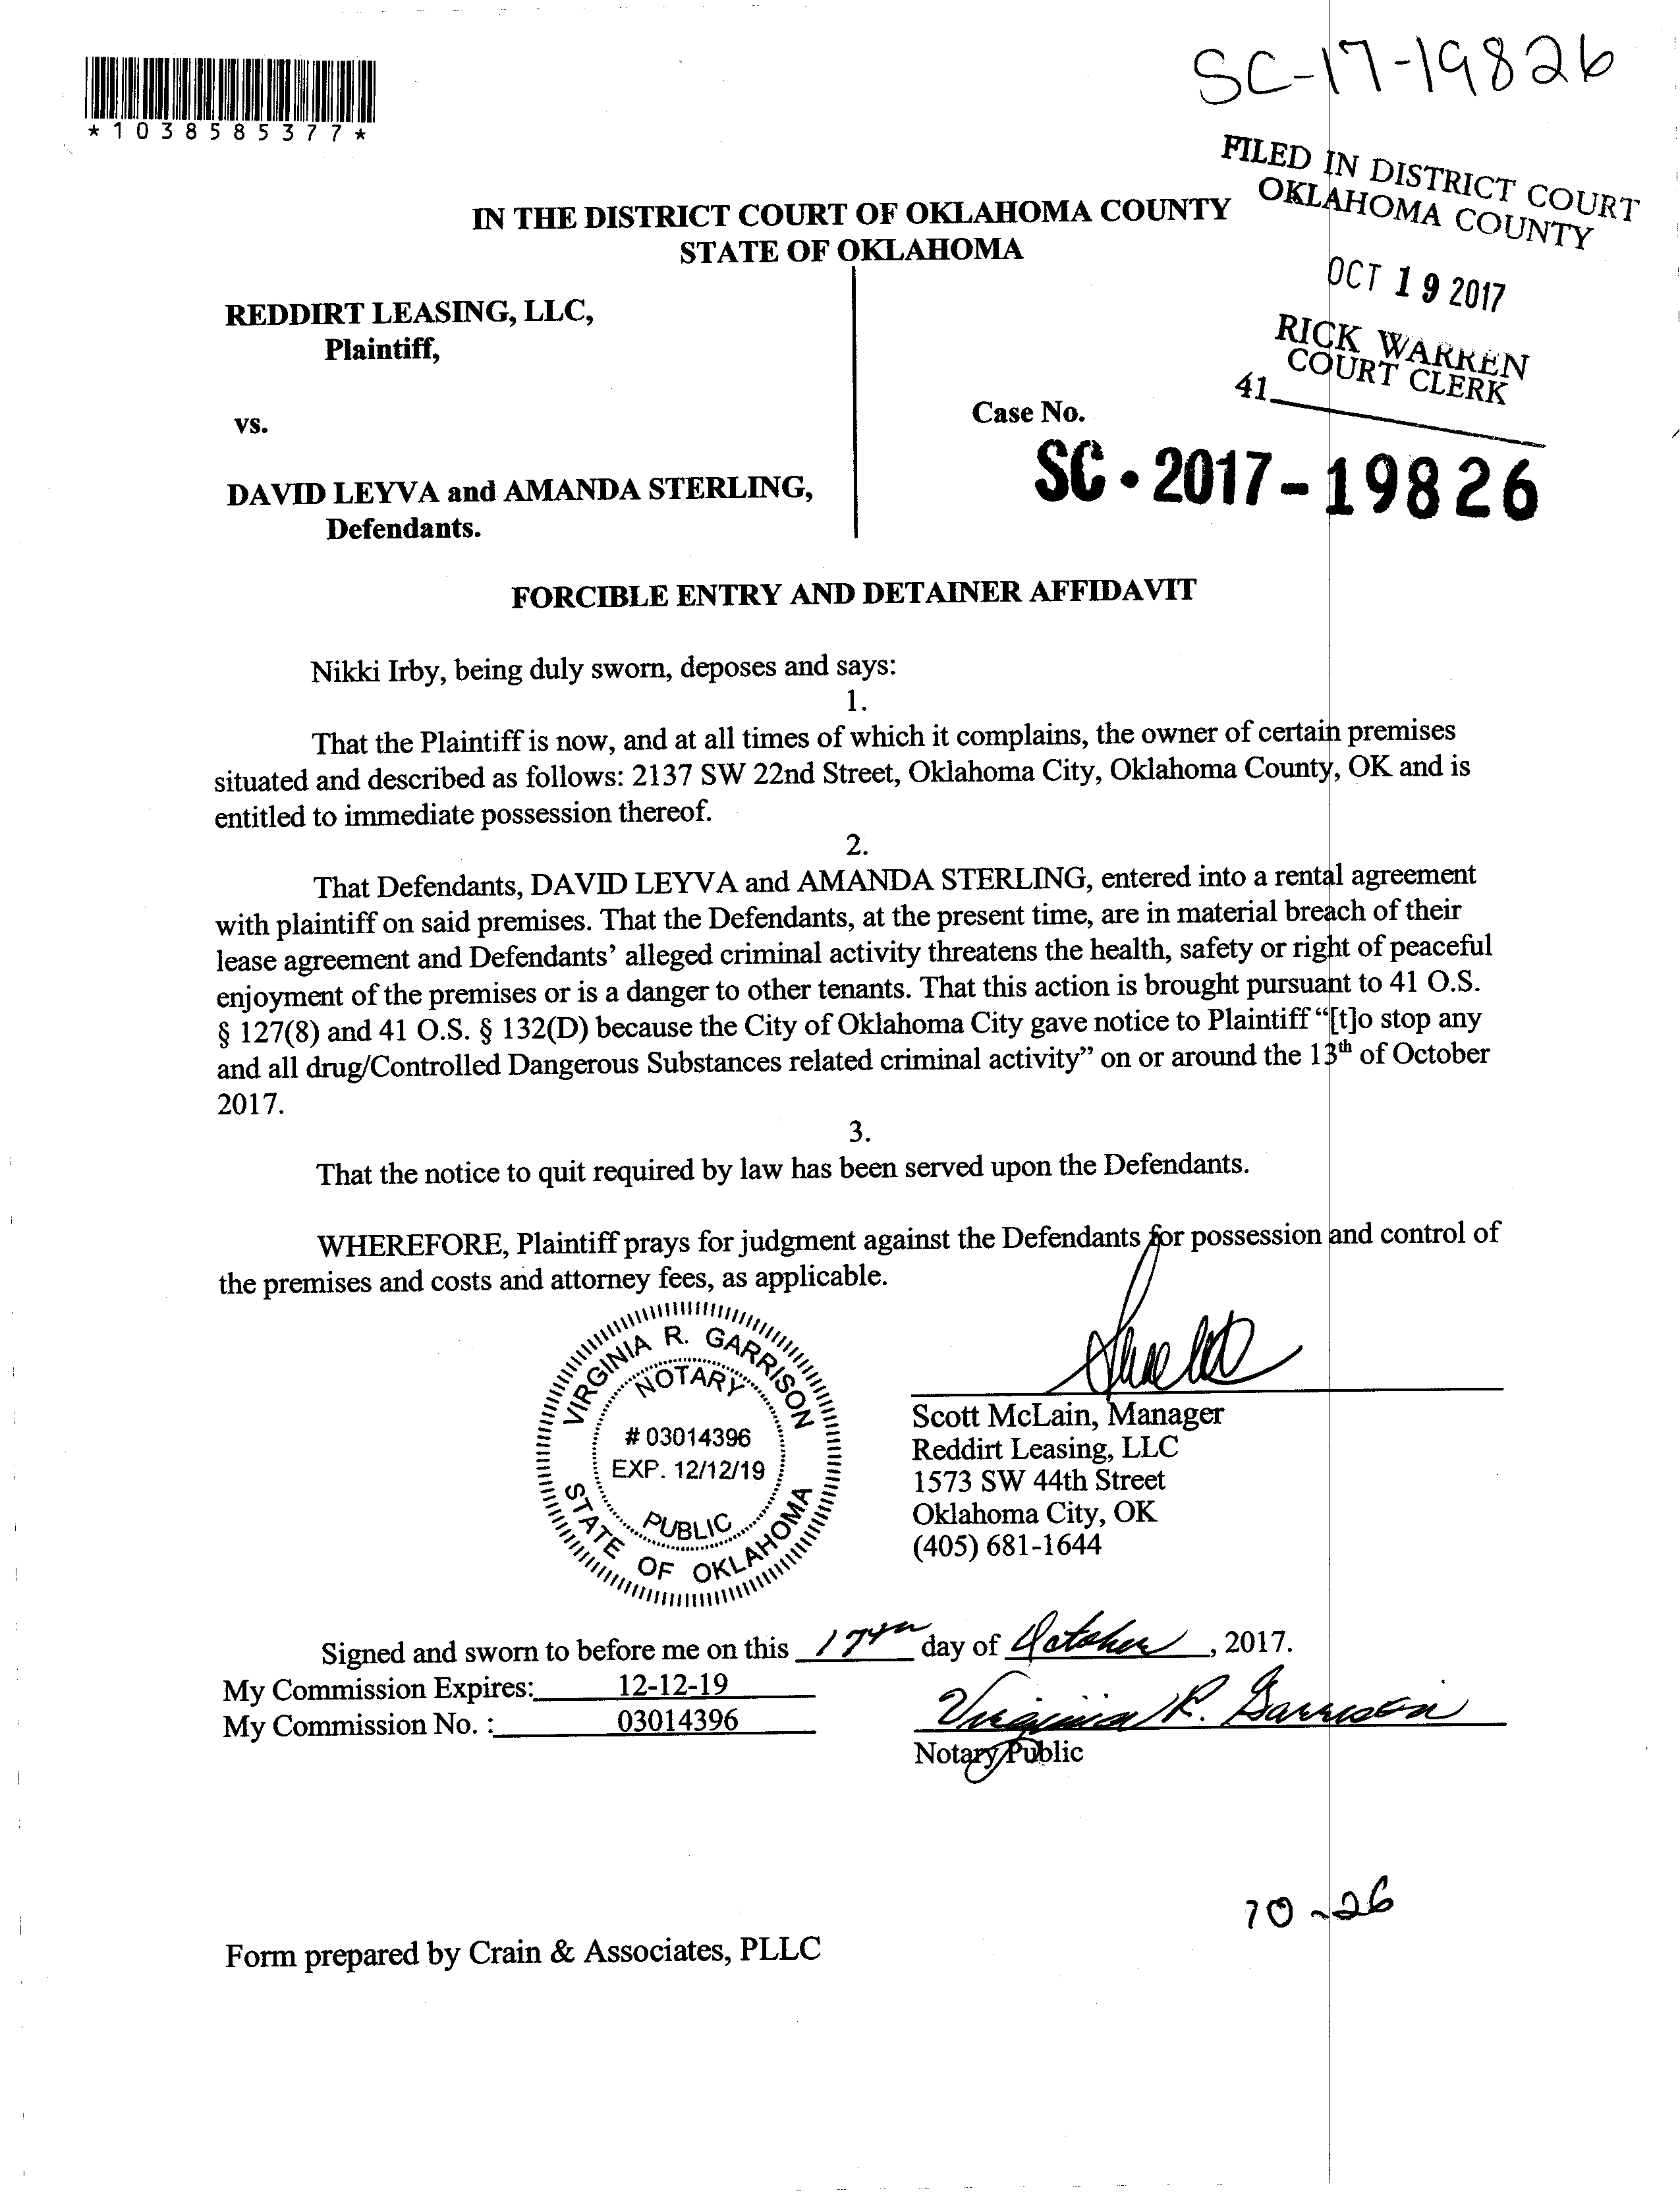 SC-17-19826
*1038585377*
FILED IN DISTRICT COURT
OKLAHOMA COUNTY
OCT 19 2017
RICK WARREN
COURT CLERK
41
IN THE DISTRICT COURT OF OKLAHOMA COUNTY
STATE OF OKLAHOMA
REDDIRT LEASING, LLC,
Plaintiff,
vs.
DAVID LEYVA and AMANDA STERLING,
Defendants.
Case No.
SC-2017-19826
FORCIBLE ENTRY AND DETAINER AFFIDAVIT
Nikki Irby, being duly sworn, deposes and says:
1.
That the Plaintiff is now, and at all times of which it complains, the owner of certain premises
situated and described as follows: 2137 SW 22nd Street, Oklahoma City, Oklahoma County, OK and is
entitled to immediate possession thereof.
2.
That Defendants, DAVID LEYVA and AMANDA STERLING, entered into a rental agreement
with plaintiff on said premises. That the Defendants, at the present time, are in material breach of their
lease agreement and Defendants' alleged criminal activity threatens the health, safety or right of peaceful
enjoyment of the premises or is a danger to other tenants. That this action is brought pursuant to 41 O.S.
§ 127(8) and 41 O.S. § 132(D) because the City of Oklahoma City gave notice to Plaintiff "[t]o stop any
and all drug/Controlled Dangerous Substances related criminal activity" on or around the 13th of October
2017.
3.
That the notice to quit required by law has been served upon the Defendants.
WHEREFORE, Plaintiff prays for judgment against the Defendants for possession and control of
the premises and costs and attorney fees, as applicable.
VIRGINIA R. GARRISON
NOTARY
# 03014396
EXP. 12/12/19
PUBLIC
STATE OF OKLAHOMA
Scott McLain, Manager
Reddirt Leasing, LLC
1573 SW 44th Street
Oklahoma City, OK
(405) 681-1644
Signed and sworn to before me on this 17th day of October, 2017.
My Commission Expires: 12-12-19
My Commission No. : 03014396
Virginia R. Garrison
Notary Public
10-26
Form prepared by Crain & Associates, PLLC